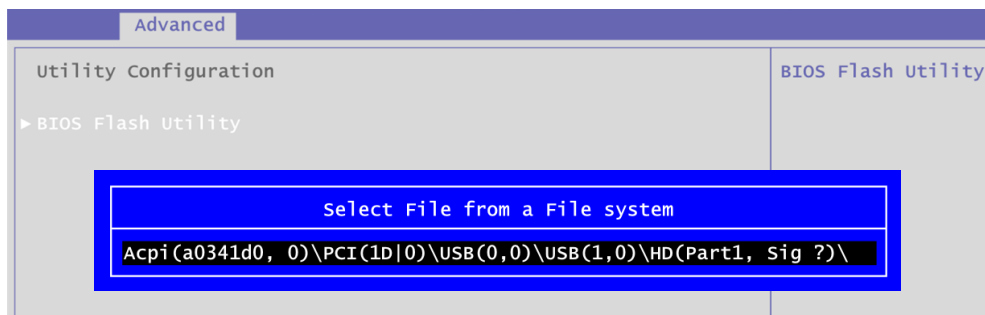 Advanced
Utility Configuration
BIOS Flash Utility
BIOS Flash Utility
Select File from a File system
Acpi(a0341d0, 0)\PCI(1D|0)\USB(0,0)\USB(1,0)\HD(Part1, Sig ?)\